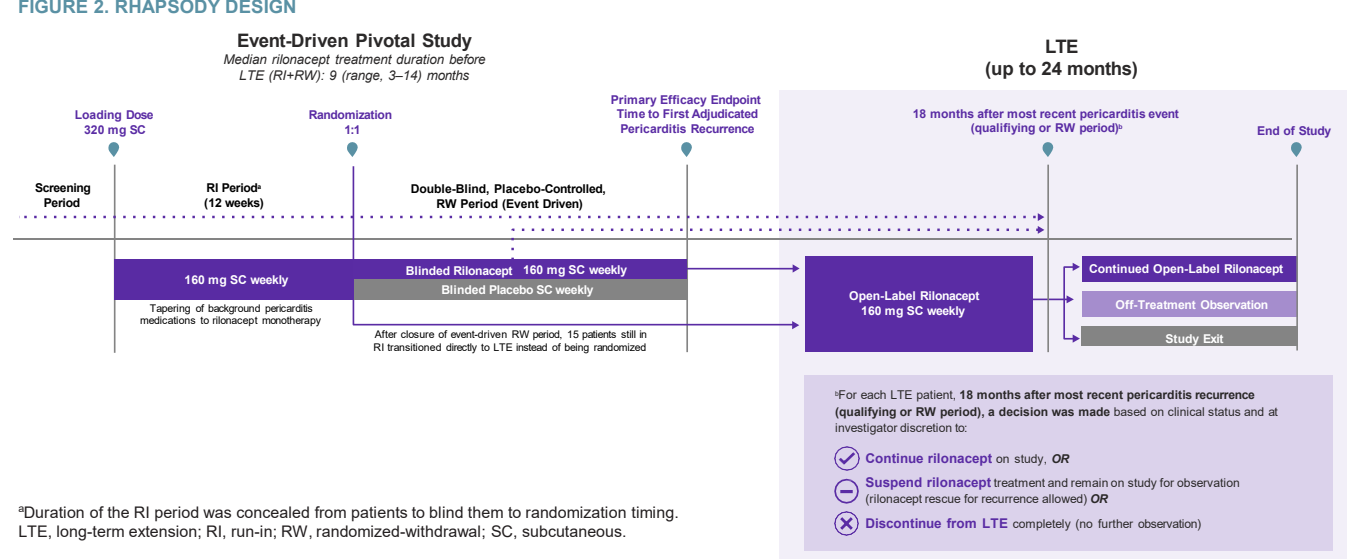 FIGURE 2. RHAPSODY DESIGN
Event-Driven Pivotal Study
Median rilonacept treatment duration before
LTE (RI+RW): 9 (range, 3–14) months
LTE
(up to 24 months)
Loading Dose
320 mg SC
Randomization
1:1
Primary Efficacy Endpoint
Time to First Adjudicated
Pericarditis Recurrence
18 months after most recent pericarditis event
(qualifiying or RW period)ᵇ
End of Study
Screening
Period
RI Periodᵃ
(12 weeks)
Double-Blind, Placebo-Controlled,
RW Period (Event Driven)
160 mg SC weekly
Blinded Rilonacept 160 mg SC weekly
Blinded Placebo SC weekly
Tapering of background pericarditis
medications to rilonacept monotherapy
After closure of event-driven RW period, 15 patients still in
RI transitioned directly to LTE instead of being randomized
Open-Label Rilonacept
160 mg SC weekly
Continued Open-Label Rilonacept
Off-Treatment Observation
Study Exit
ᵇFor each LTE patient, 18 months after most recent pericarditis recurrence
(qualifying or RW period), a decision was made based on clinical status and at
investigator discretion to:
Continue rilonacept on study, OR
Suspend rilonacept treatment and remain on study for observation
(rilonacept rescue for recurrence allowed) OR
Discontinue from LTE completely (no further observation)
ᵃDuration of the RI period was concealed from patients to blind them to randomization timing.
LTE, long-term extension; RI, run-in; RW, randomized-withdrawal; SC, subcutaneous.